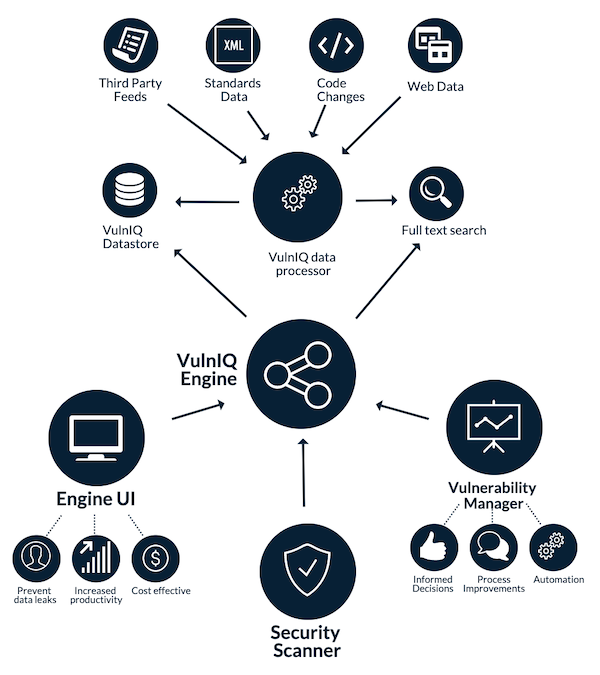 XML
</>
Third Party
Feeds
Standards
Data
Code
Changes
Web Data
VulnIQ
Datastore
VulnIQ data
processor
Full text search
VulnIQ
Engine
Engine UI
Vulnerability
Manager
$
Prevent
data leaks
Increased
productivity
Cost effective
Informed
Decisions
Process
Improvements
Automation
Security
Scanner